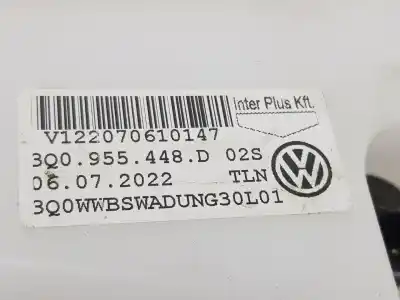 Inter Plus Kft.
V122070610147
3Q0.955.448.D 02S
06.07.2022 TLN
3Q0WWBSWADUNG30L01